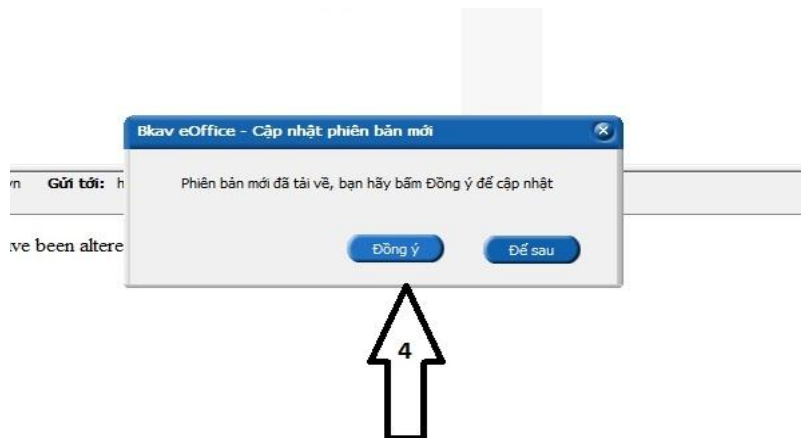 Bkav eOffice - Cập nhật phiên bản mới
Gửi tới:
Phiên bản mới đã tải về, bạn hãy bấm Đồng ý để cập nhật
been
Đồng ý
Để sau
4